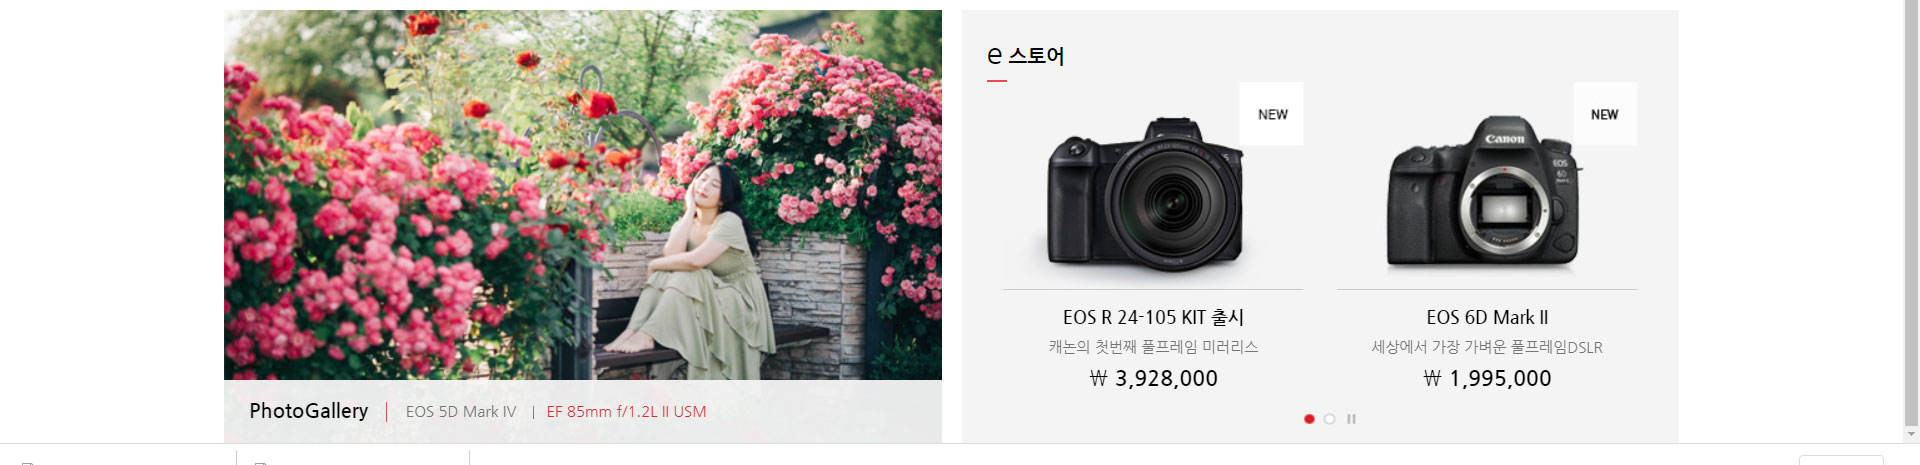 PhotoGallery | EOS 5D Mark IV | EF 85mm f/1.2L II USM
e 스토어
NEW
EOS R 24-105 KIT 출시
캐논의 첫번째 풀프레임 미러리스
₩ 3,928,000
NEW
Canon
EOS
6D
EOS 6D Mark II
세상에서 가장 가벼운 풀프레임DSLR
₩ 1,995,000